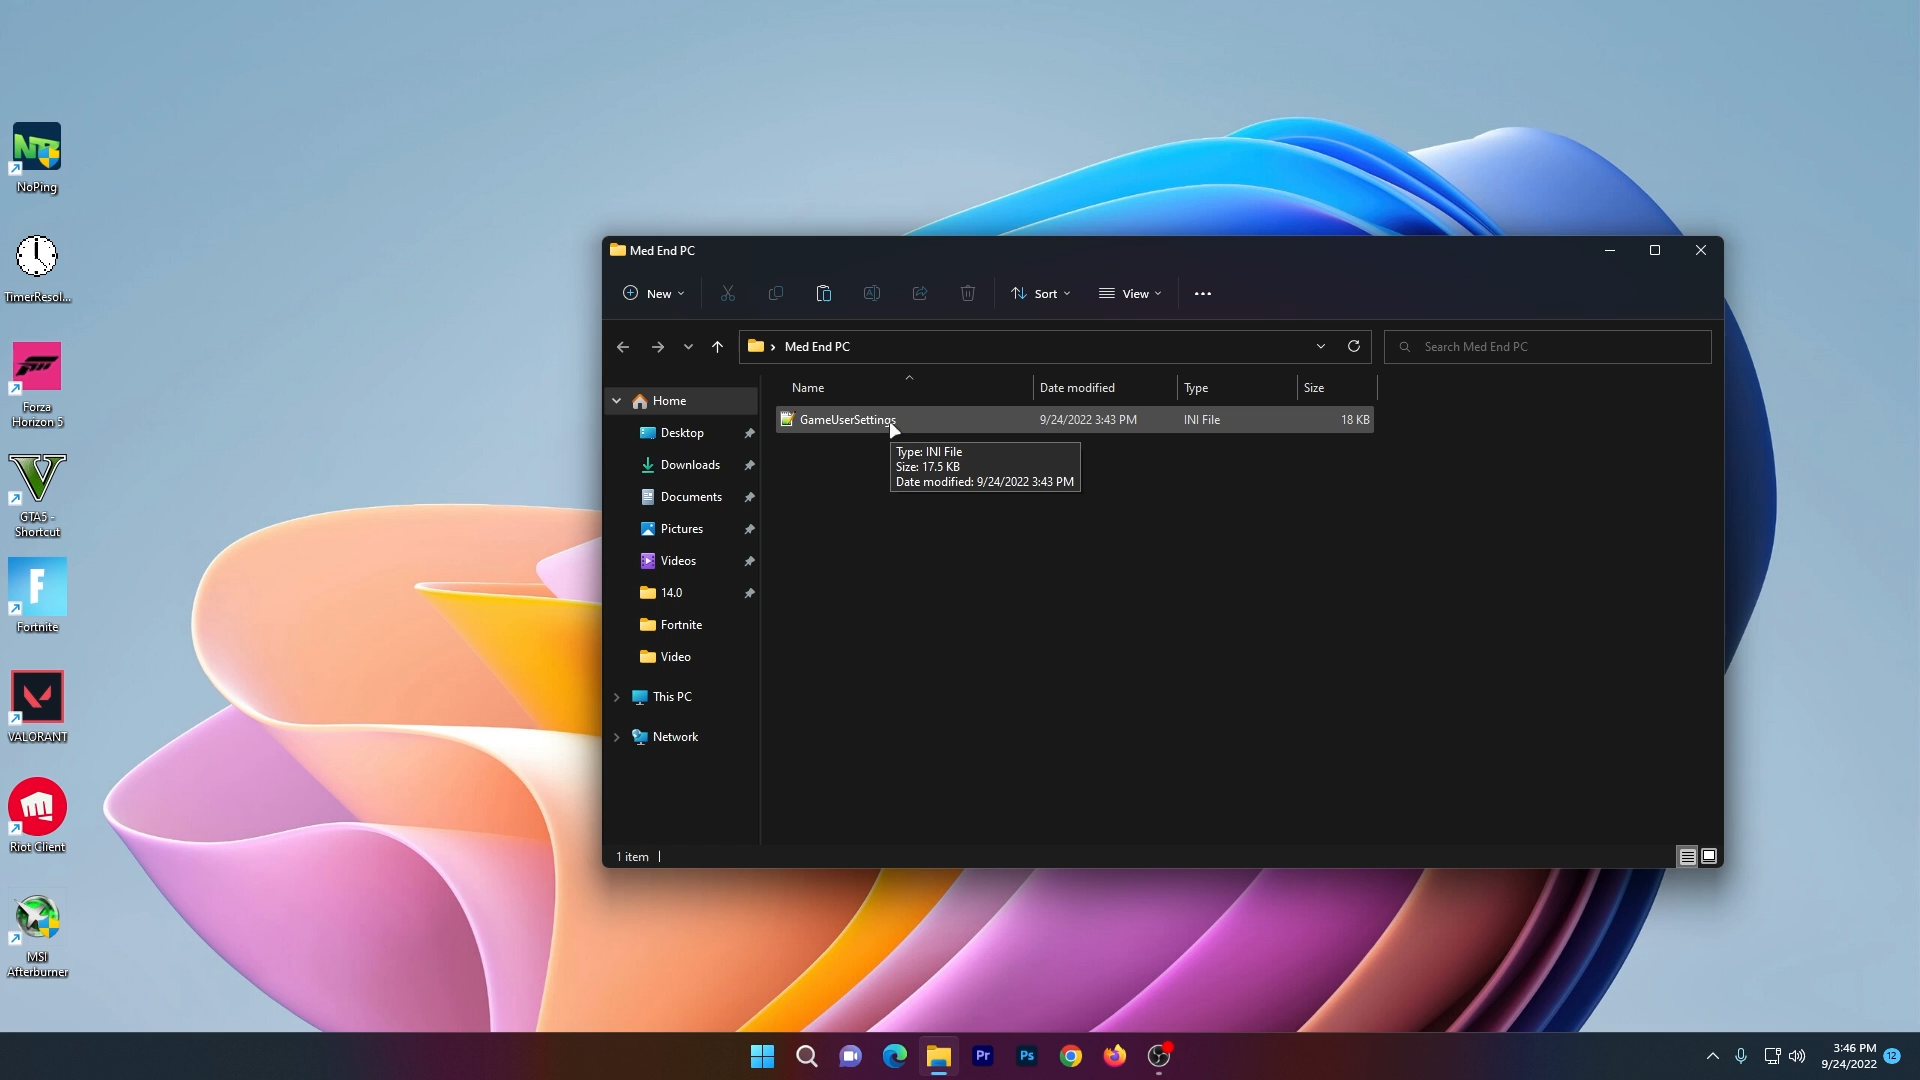 NoPing
TimerResol...
Forza
Horizon 5
GTA5 -
Shortcut
Fortnite
VALORANT
Riot Client
MSI
Afterburner
Med End PC
New
Sort
View
Med End PC
Search Med End PC
Name
Date modified
Type
Size
GameUserSettings
9/24/2022 3:43 PM
INI File
18 KB
Type: INI File
Size: 17.5 KB
Date modified: 9/24/2022 3:43 PM
Home
Desktop
Downloads
Documents
Pictures
Videos
14.0
Fortnite
Video
This PC
Network
1 item
Pr
Ps
3:46 PM
9/24/2022
12